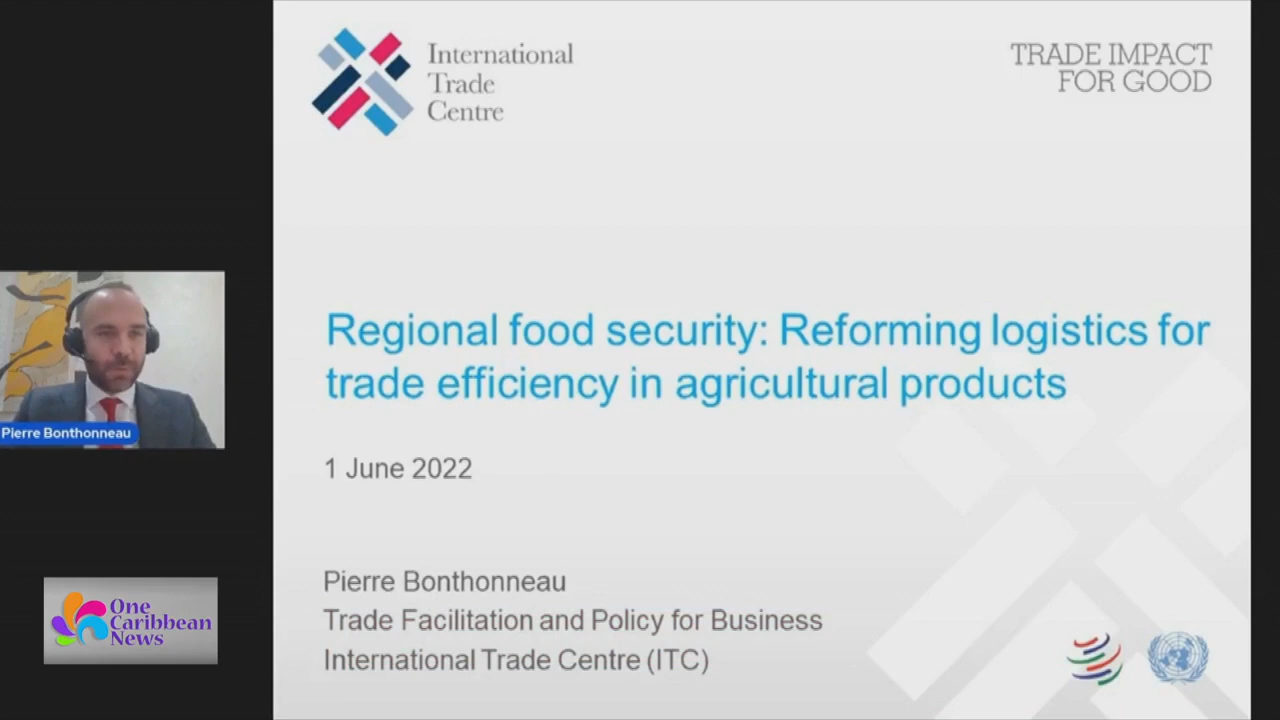 International
Trade
Centre
TRADE IMPACT
FOR GOOD
Regional food security: Reforming logistics for
trade efficiency in agricultural products
1 June 2022
Pierre Bonthonneau
Trade Facilitation and Policy for Business
International Trade Centre (ITC)
Pierre Bonthonneau
One
Caribbean
News